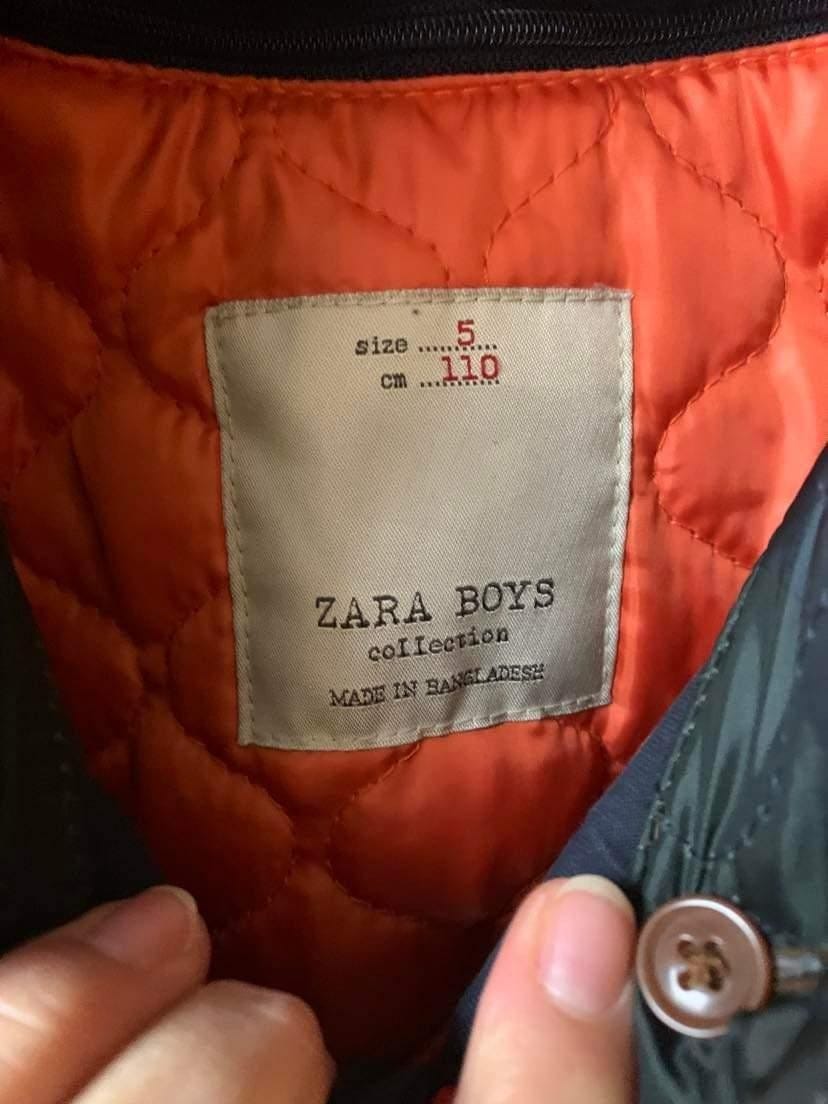 size ......5....
cm ...110
ZARA BOYS
collection
MADE IN BANGLADESH